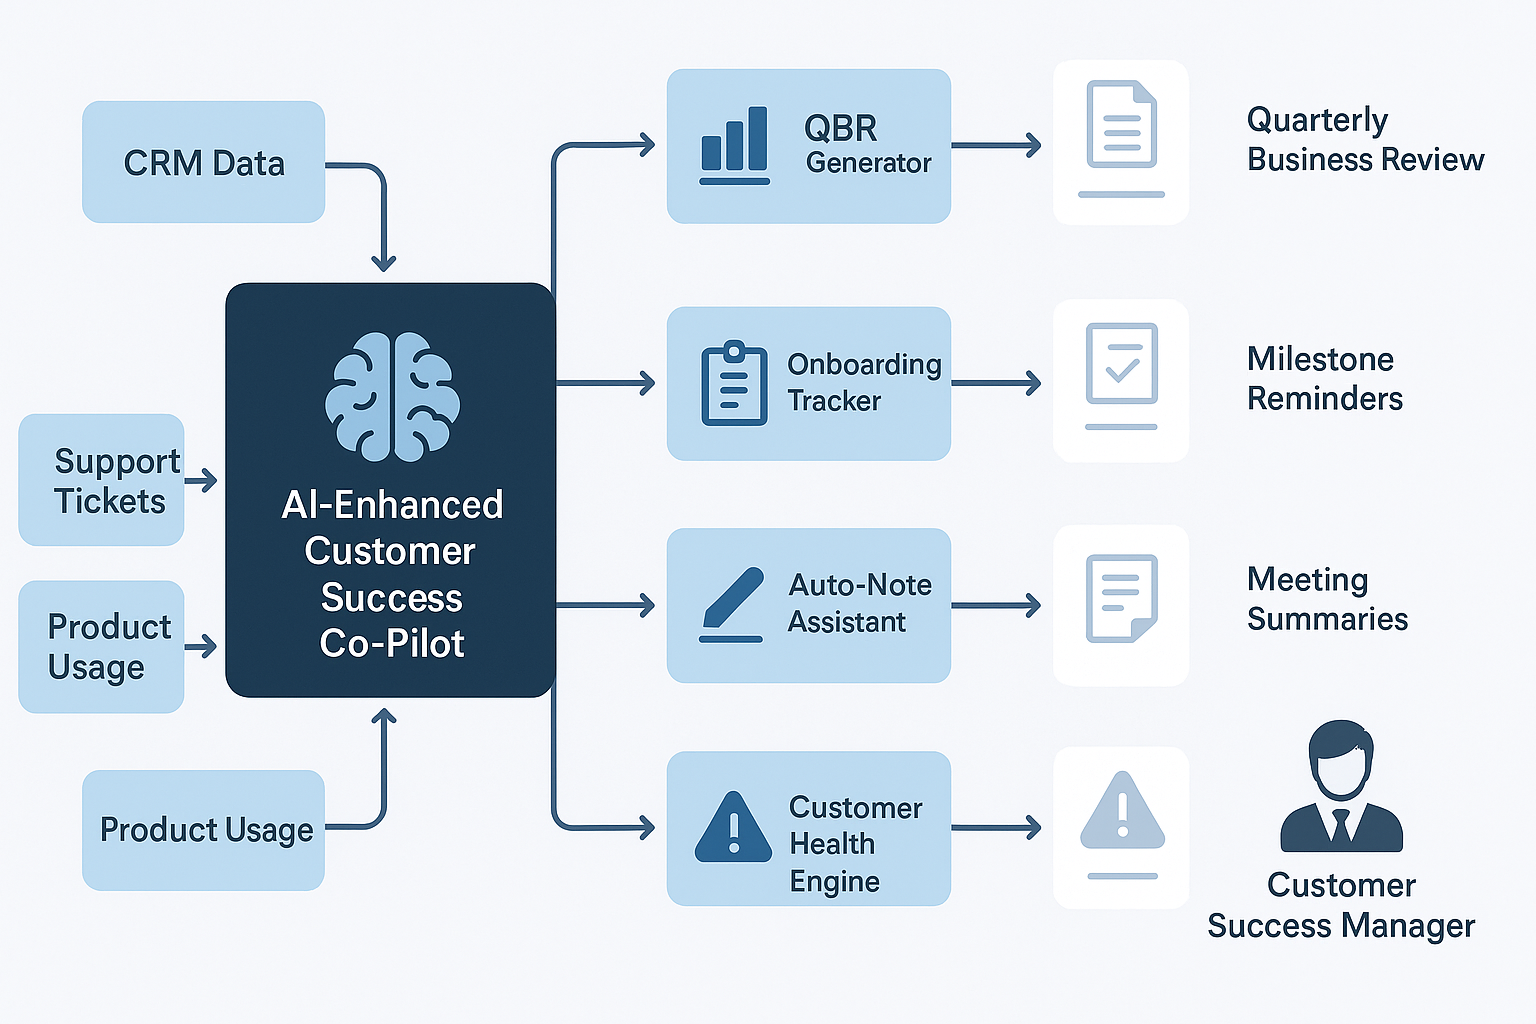 CRM Data
Support
Tickets
Product
Usage
Product Usage
AI-Enhanced
Customer
Success
Co-Pilot
QBR
Generator
Quarterly
Business Review
Onboarding
Tracker
Milestone
Reminders
Auto-Note
Assistant
Meeting
Summaries
Customer
Health
Engine
Customer
Success Manager